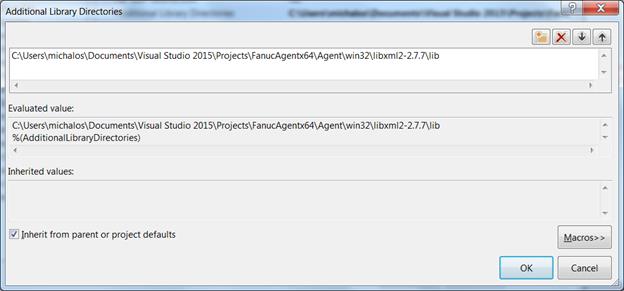 Additional Library Directories
C:\Users\michalos\Documents\Visual Studio 2015\Projects\FanucAgentx64\Agent\win32\libxml2-2.7.7\lib
Evaluated value:
C:\Users\michalos\Documents\Visual Studio 2015\Projects\FanucAgentx64\Agent\win32\libxml2-2.7.7\lib
%(AdditionalLibraryDirectories)
Inherited values:
Inherit from parent or project defaults
Macros>>
OK Cancel